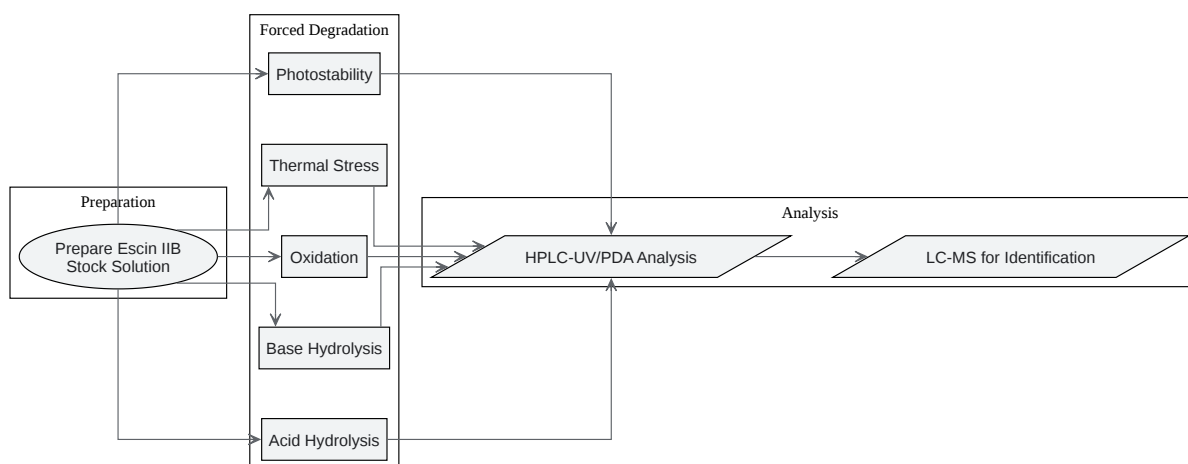 Forced Degradation
Photostability
Thermal Stress
Preparation
Prepare Escin IIB
Stock Solution
Oxidation
Base Hydrolysis
Acid Hydrolysis
Analysis
HPLC-UV/PDA Analysis
LC-MS for Identification